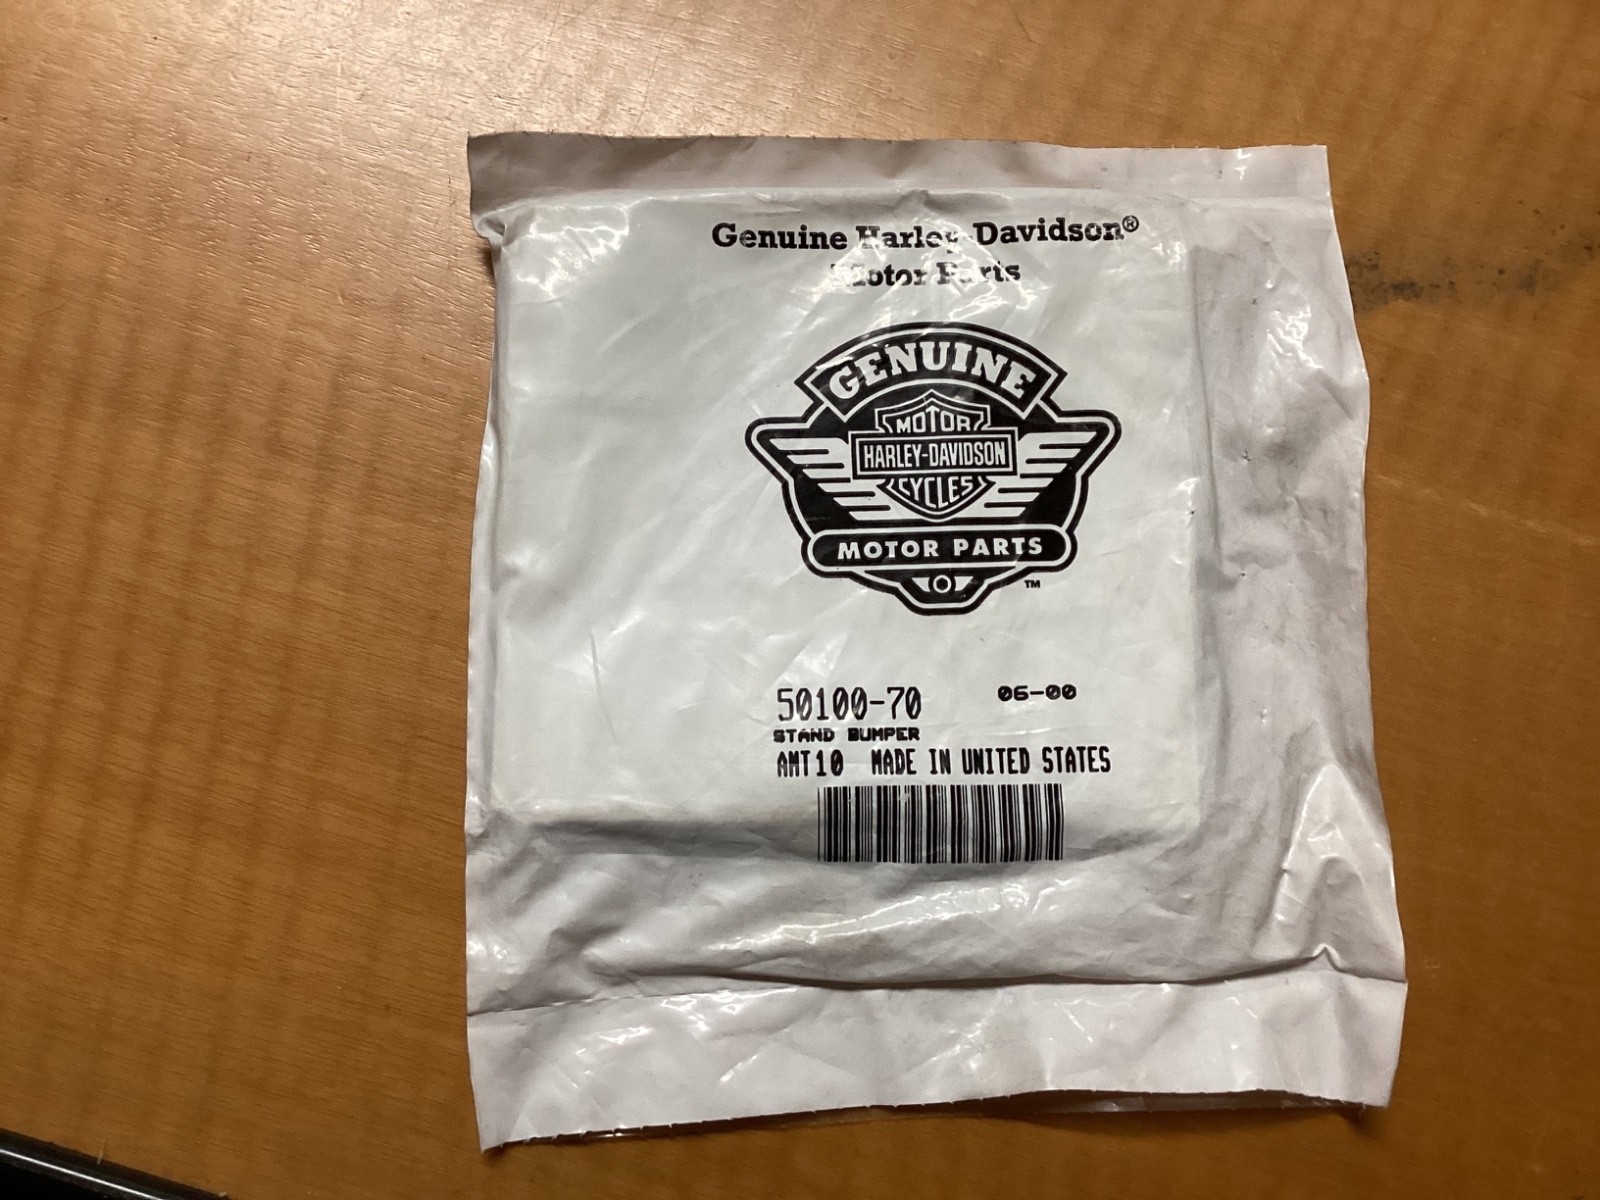 Genuine Harley-Davidson®
Motor Parts
GENUINE
MOTOR
HARLEY-DAVIDSON
CYCLES
MOTOR PARTS
TM
50100-70 06-00
STAND BUMPER
AMT10 MADE IN UNITED STATES